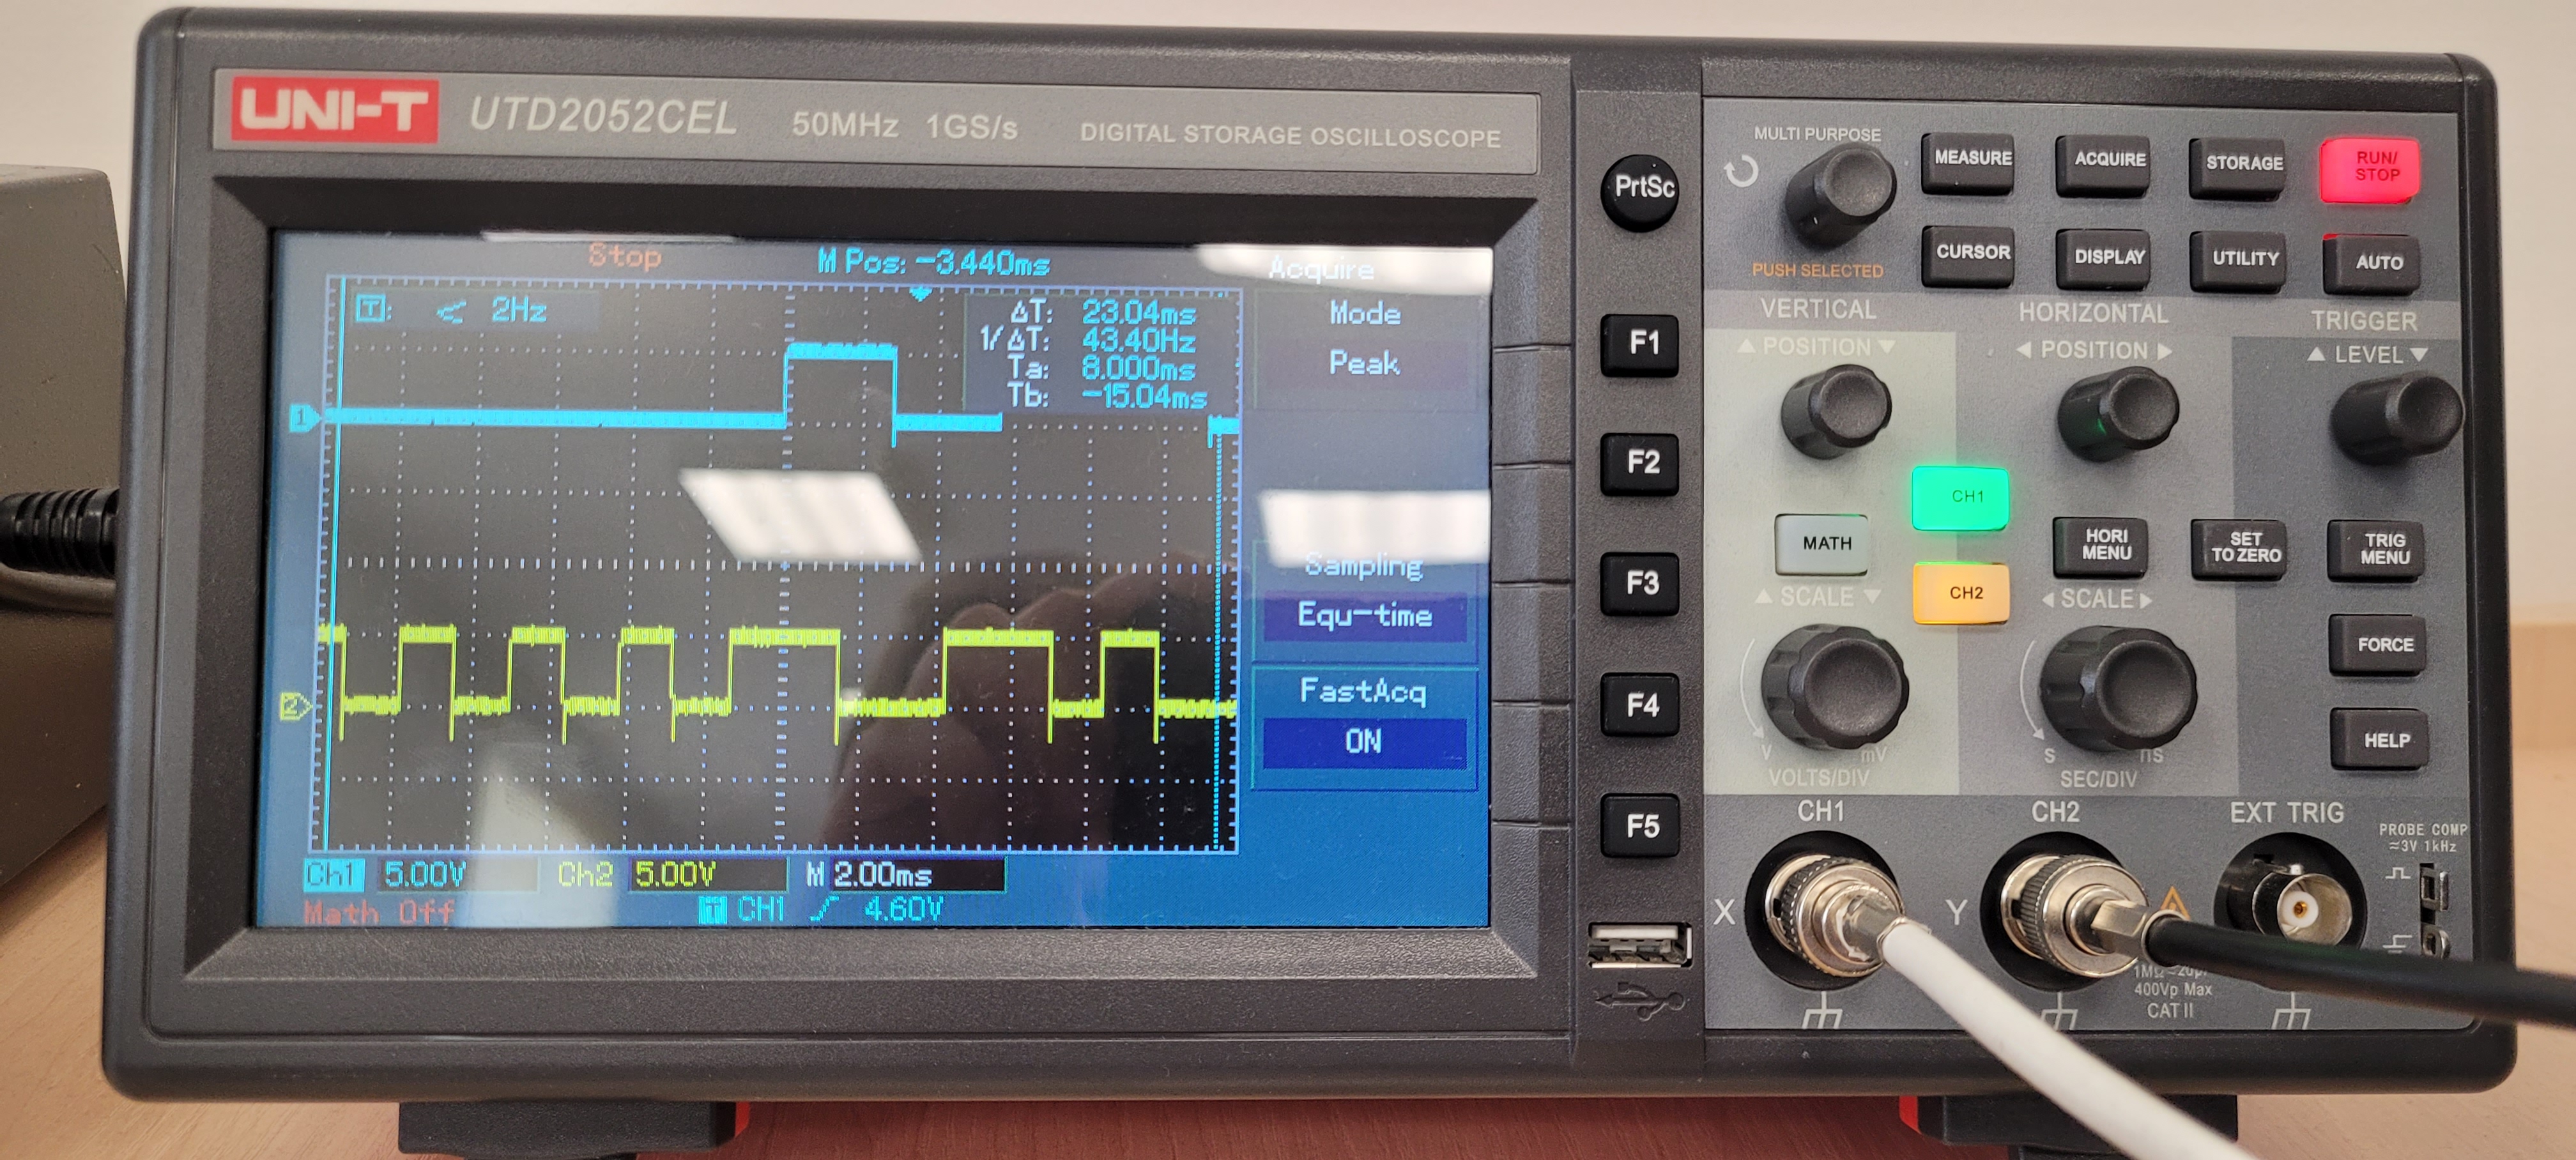 UNI-T UTD2052CEL 50MHz 1GS/s DIGITAL STORAGE OSCILLOSCOPE
Stop M Pos: -3.440ms
T: < 2Hz
ΔT: 23.04ms
1/ΔT: 43.40Hz
Ta: 8.000ms
Tb: -15.04ms
1
2
Ch1 5.00V Ch2 5.00V M 2.00ms
Math Off T CH1 4.60V
Acquire
Mode
Peak
Sampling
Equ-time
FastAcq
ON
PrtSc
F1
F2
F3
F4
F5
MULTI PURPOSE
PUSH SELECTED
MEASURE
ACQUIRE
STORAGE
RUN/
STOP
CURSOR
DISPLAY
UTILITY
AUTO
VERTICAL
▲ POSITION ▼
HORIZONTAL
◀ POSITION ▶
TRIGGER
▲ LEVEL ▼
CH1
MATH
CH2
HORI
MENU
SET
TO ZERO
TRIG
MENU
▲ SCALE ▼
◀ SCALE ▶
FORCE
HELP
V mV
VOLTS/DIV
S nS
SEC/DIV
CH1
CH2
EXT TRIG
PROBE COMP
≈3V 1kHz
X
Y
400Vp Max
CAT II